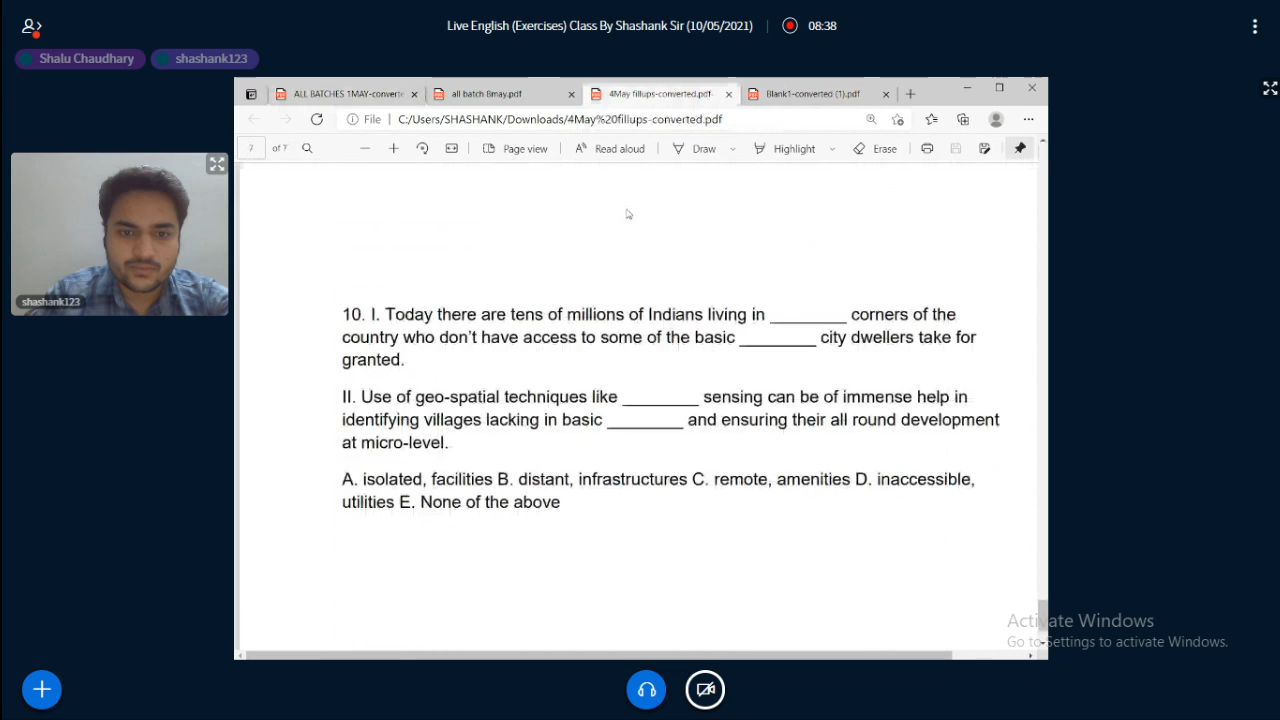 Live English (Exercises) Class By Shashank Sir (10/05/2021)
08:38
Shalu Chaudhary
shashank123
ALL BATCHES 1MAY-converte
all batch 8may.pdf
4May fillups-converted.pdf
Blank1-converted (1).pdf
File
C:/Users/SHASHANK/Downloads/4May%20fillups-converted.pdf
7 of 7
Page view
Read aloud
Draw
Highlight
Erase
shashank123
10. I. Today there are tens of millions of Indians living in ________ corners of the
country who don't have access to some of the basic ________ city dwellers take for
granted.
II. Use of geo-spatial techniques like ________ sensing can be of immense help in
identifying villages lacking in basic ________ and ensuring their all round development
at micro-level.
A. isolated, facilities B. distant, infrastructures C. remote, amenities D. inaccessible,
utilities E. None of the above
Activate Windows
Go to Settings to activate Windows.